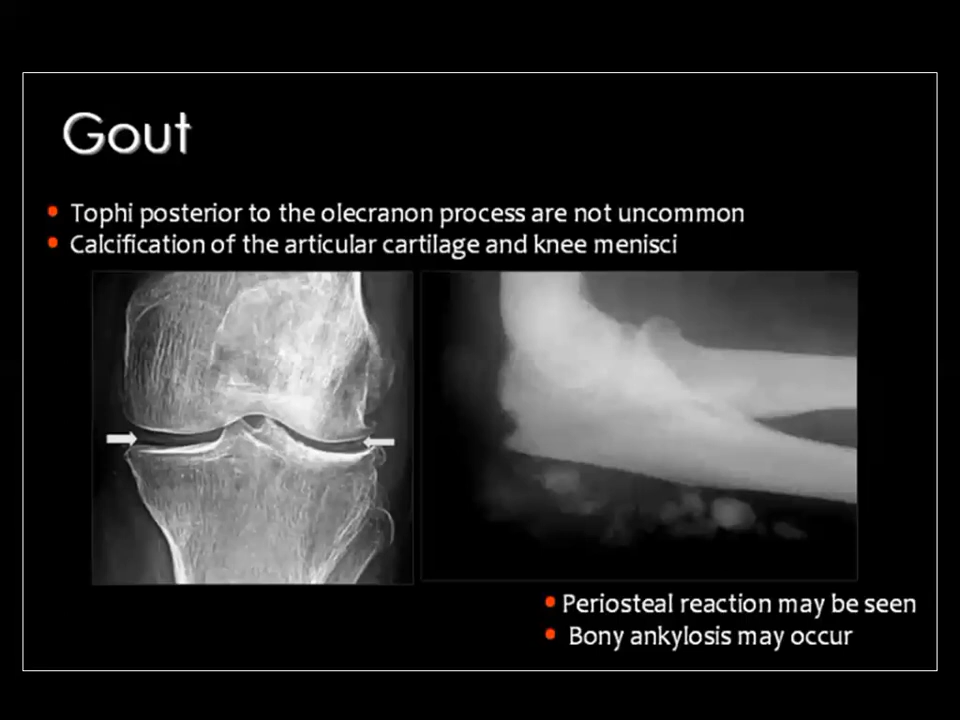 Gout
• Tophi posterior to the olecranon process are not uncommon
• Calcification of the articular cartilage and knee menisci
• Periosteal reaction may be seen
• Bony ankylosis may occur